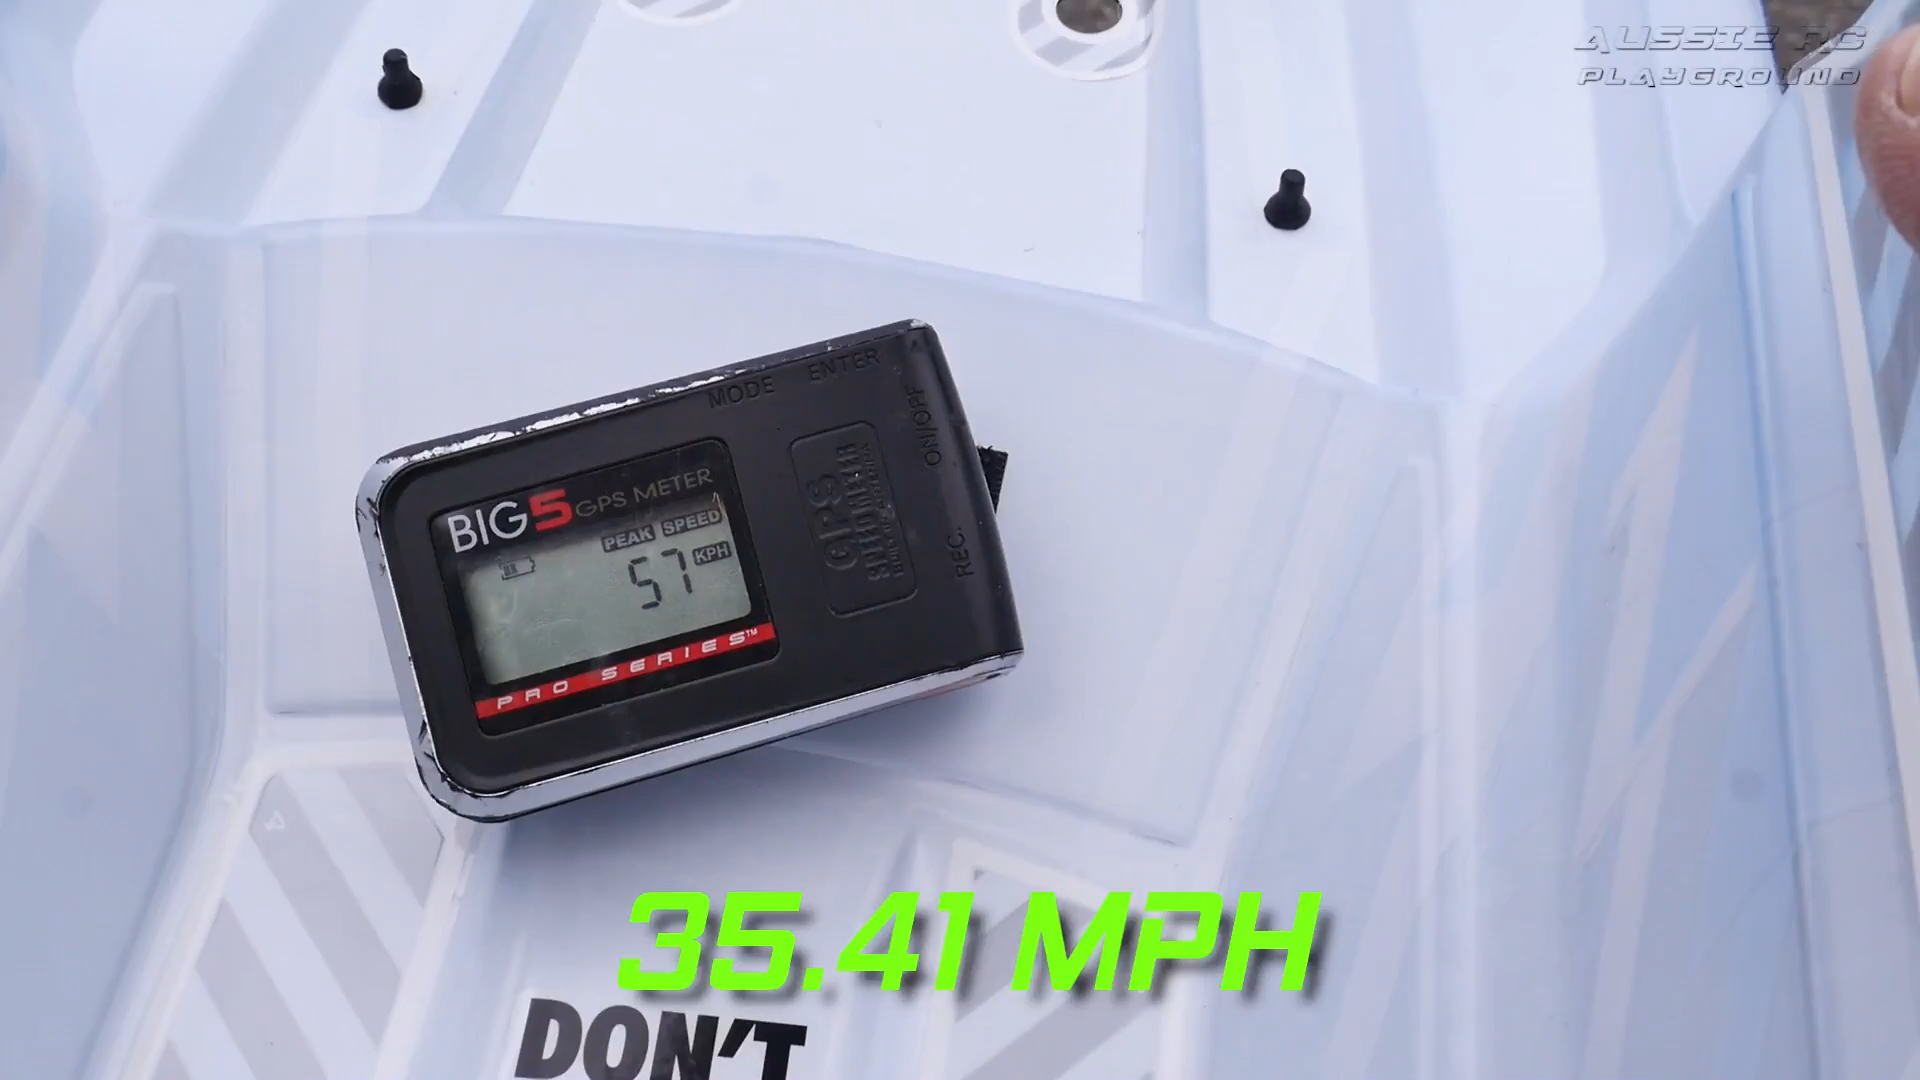 AUSSIE RC
PLAYGROUND
MODE ENTER
ON/OFF
REC.
BIG5 GPS METER
PEAK SPEED
57 KPH
PRO SERIES™
GPS
35.41 MPH
DON'T